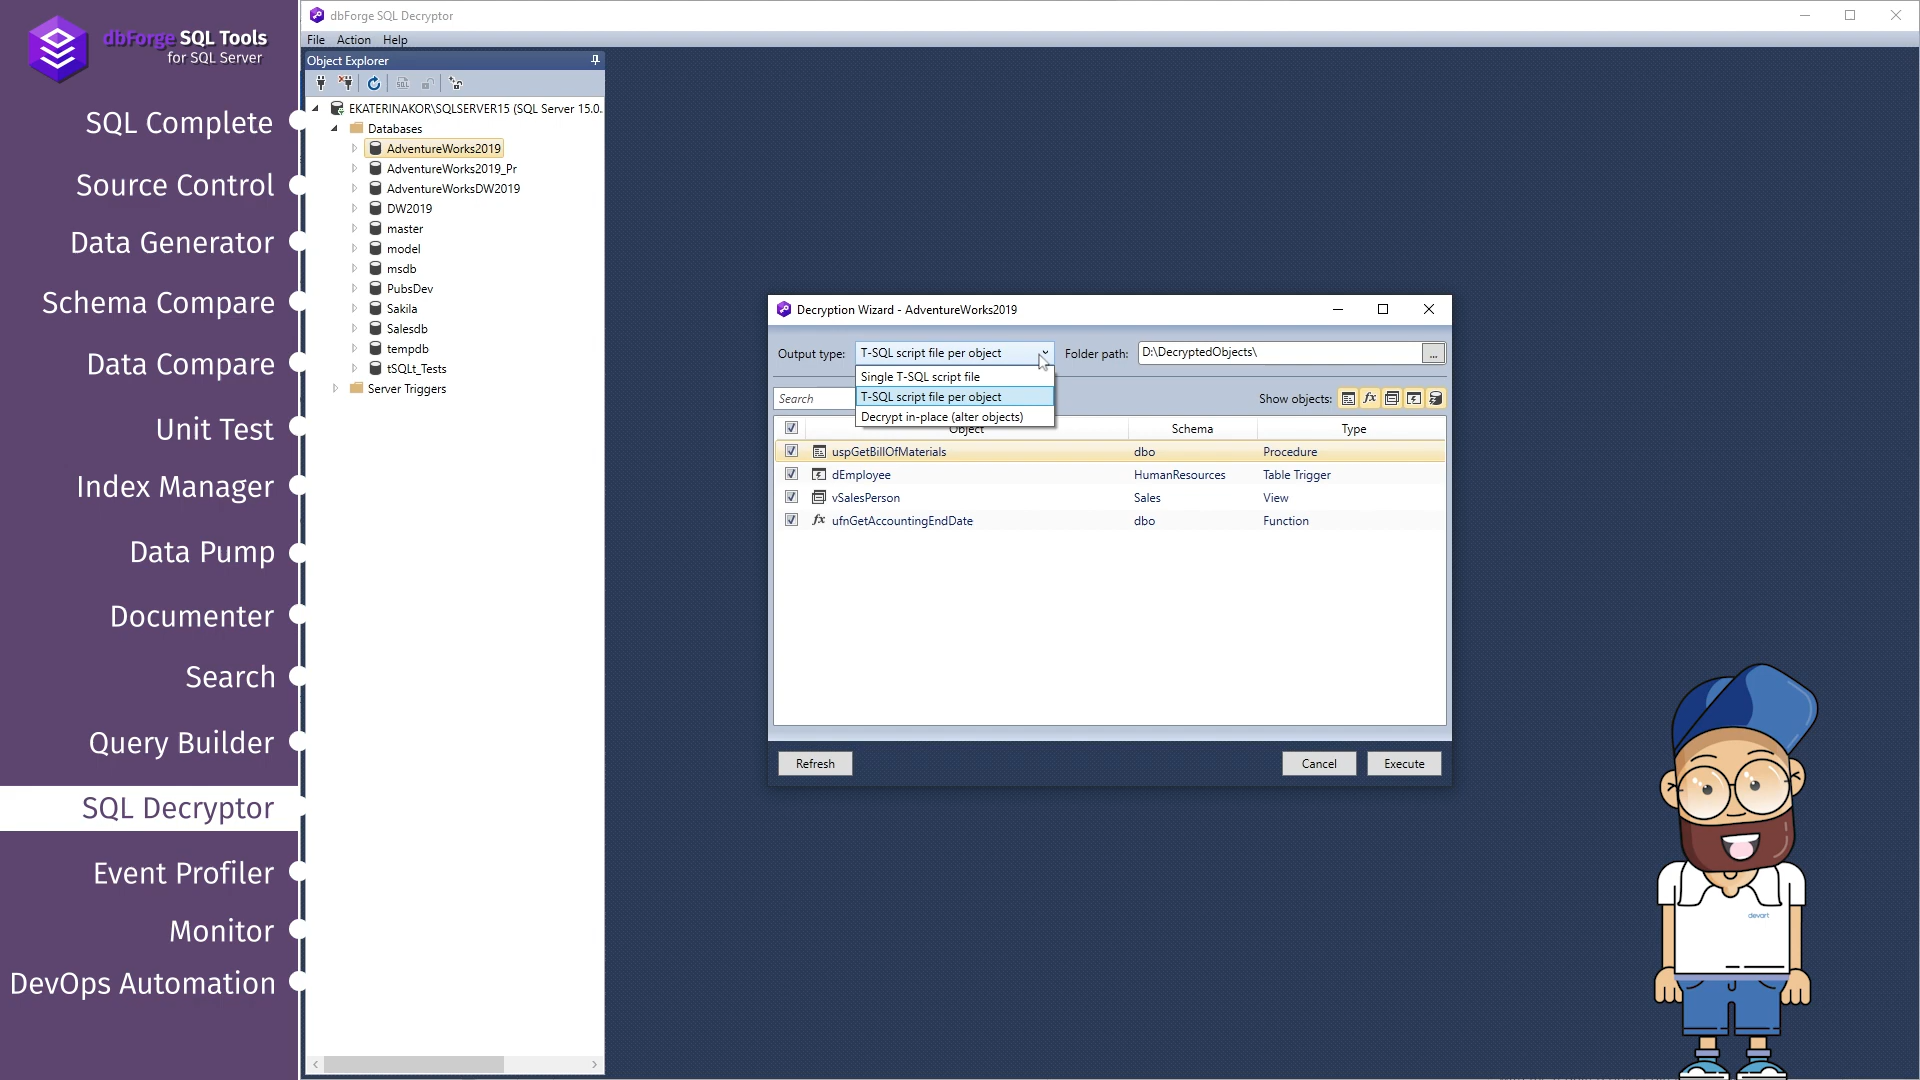 dbForge SQL Tools
for SQL Server
SQL Complete
Source Control
Data Generator
Schema Compare
Data Compare
Unit Test
Index Manager
Data Pump
Documenter
Search
Query Builder
SQL Decryptor
Event Profiler
Monitor
DevOps Automation
dbForge SQL Decryptor
File Action Help
Object Explorer
EKATERINAKOR\SQLSERVER15 (SQL Server 15.0.
Databases
AdventureWorks2019
AdventureWorks2019_Pr
AdventureWorksDW2019
DW2019
master
model
msdb
PubsDev
Sakila
Salesdb
tempdb
tSQLt_Tests
Server Triggers
Decryption Wizard - AdventureWorks2019
Output type: T-SQL script file per object Folder path: D:\DecryptedObjects\ ...
Single T-SQL script file
T-SQL script file per object
Decrypt in-place (alter objects)
Search Show objects:
Object Schema Type
uspGetBillOfMaterials dbo Procedure
dEmployee HumanResources Table Trigger
vSalesPerson Sales View
fx ufnGetAccountingEndDate dbo Function
Refresh Cancel Execute
devart